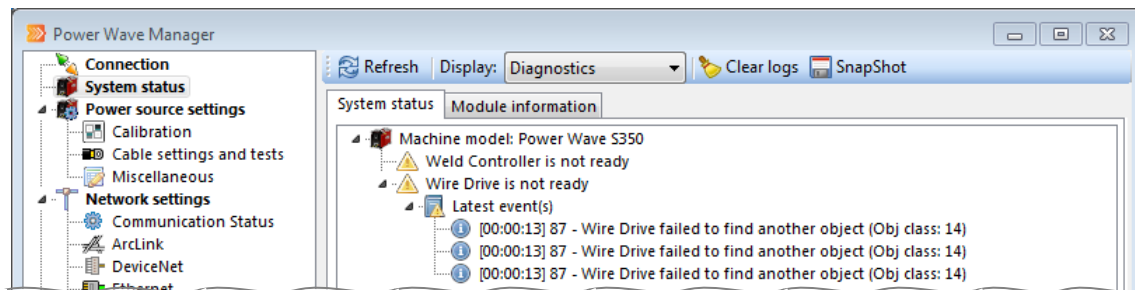 Power Wave Manager
Connection
System status
Power source settings
Calibration
Cable settings and tests
Miscellaneous
Network settings
Communication Status
ArcLink
DeviceNet
Ethernet
Refresh Display: Diagnostics Clear logs SnapShot
System status Module information
Machine model: Power Wave S350
Weld Controller is not ready
Wire Drive is not ready
Latest event(s)
[00:00:13] 87 - Wire Drive failed to find another object (Obj class: 14)
[00:00:13] 87 - Wire Drive failed to find another object (Obj class: 14)
[00:00:13] 87 - Wire Drive failed to find another object (Obj class: 14)